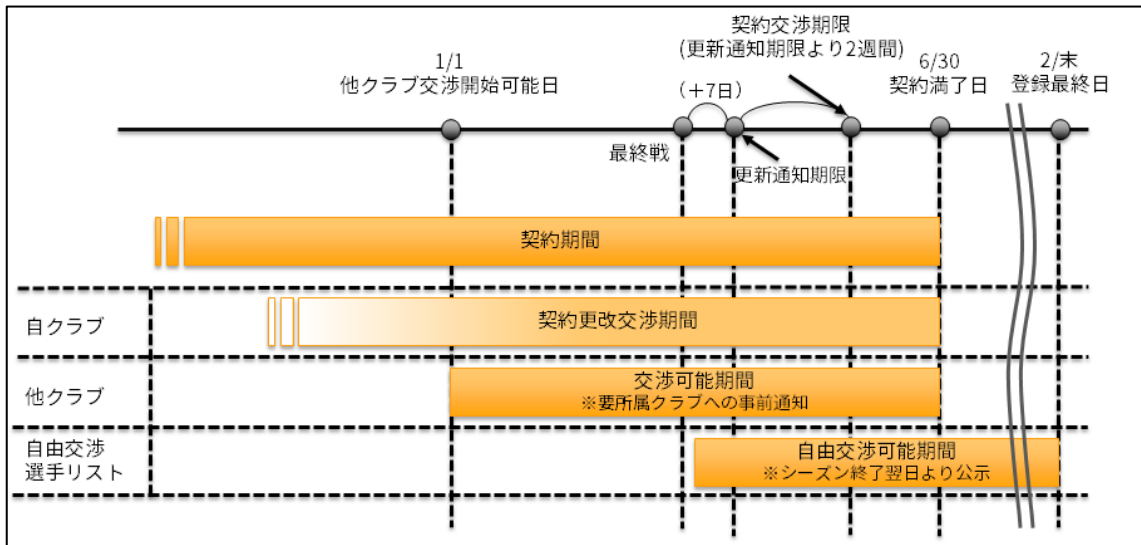 契約交渉期限
(更新通知期限より2週間)
1/1
他クラブ交渉開始可能日
6/30
契約満了日
2/末
登録最終日
(+7日)
最終戦
更新通知期限
契約期間
自クラブ
契約更改交渉期間
他クラブ
交渉可能期間
※要所属クラブへの事前通知
自由交渉
選手リスト
自由交渉可能期間
※シーズン終了翌日より公示